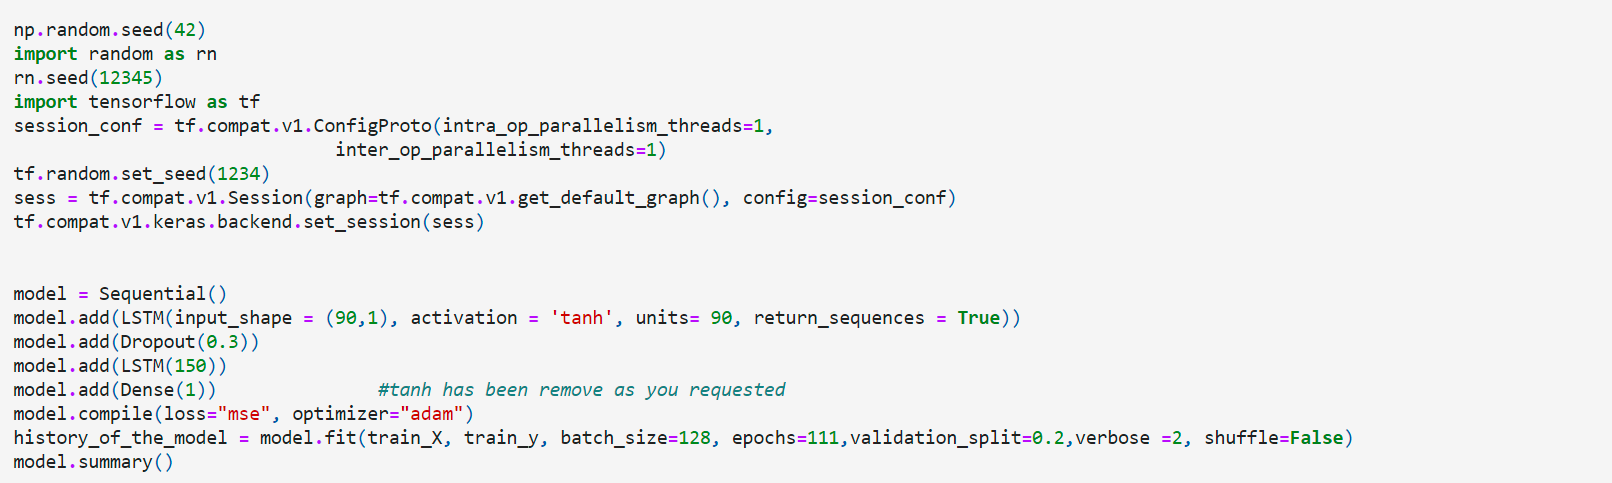 np.random.seed(42)
import random as rn
rn.seed(12345)
import tensorflow as tf
session_conf = tf.compat.v1.ConfigProto(intra_op_parallelism_threads=1,
                              inter_op_parallelism_threads=1)
tf.random.set_seed(1234)
sess = tf.compat.v1.Session(graph=tf.compat.v1.get_default_graph(), config=session_conf)
tf.compat.v1.keras.backend.set_session(sess)
model = Sequential()
model.add(LSTM(input_shape = (90,1), activation = 'tanh', units= 90, return_sequences = True))
model.add(Dropout(0.3))
model.add(LSTM(150))
model.add(Dense(1))               #tanh has been remove as you requested
model.compile(loss="mse", optimizer="adam")
history_of_the_model = model.fit(train_X, train_y, batch_size=128, epochs=111,validation_split=0.2,verbose =2, shuffle=False)
model.summary()